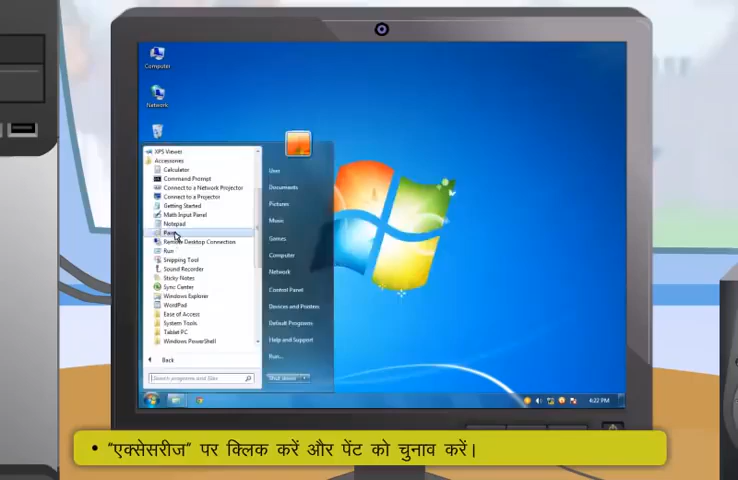 Computer
Network
XPS Viewer
Accessories
Calculator
Command Prompt
Connect to a Network Projector
Connect to a Projector
Getting Started
Math Input Panel
Notepad
Remote Desktop Connection
Run
Snipping Tool
Sound Recorder
Sticky Notes
Sync Center
Windows Explorer
WordPad
Ease of Access
System Tools
Tablet PC
Windows PowerShell
Back
Search programs and files
User
Documents
Pictures
Music
Games
Computer
Network
Control Panel
Devices and Printers
Default Programs
Help and Support
Run...
Shut down
4:22 PM
• "एक्सेसरीज" पर क्लिक करें और पेंट को चुनाव करें।